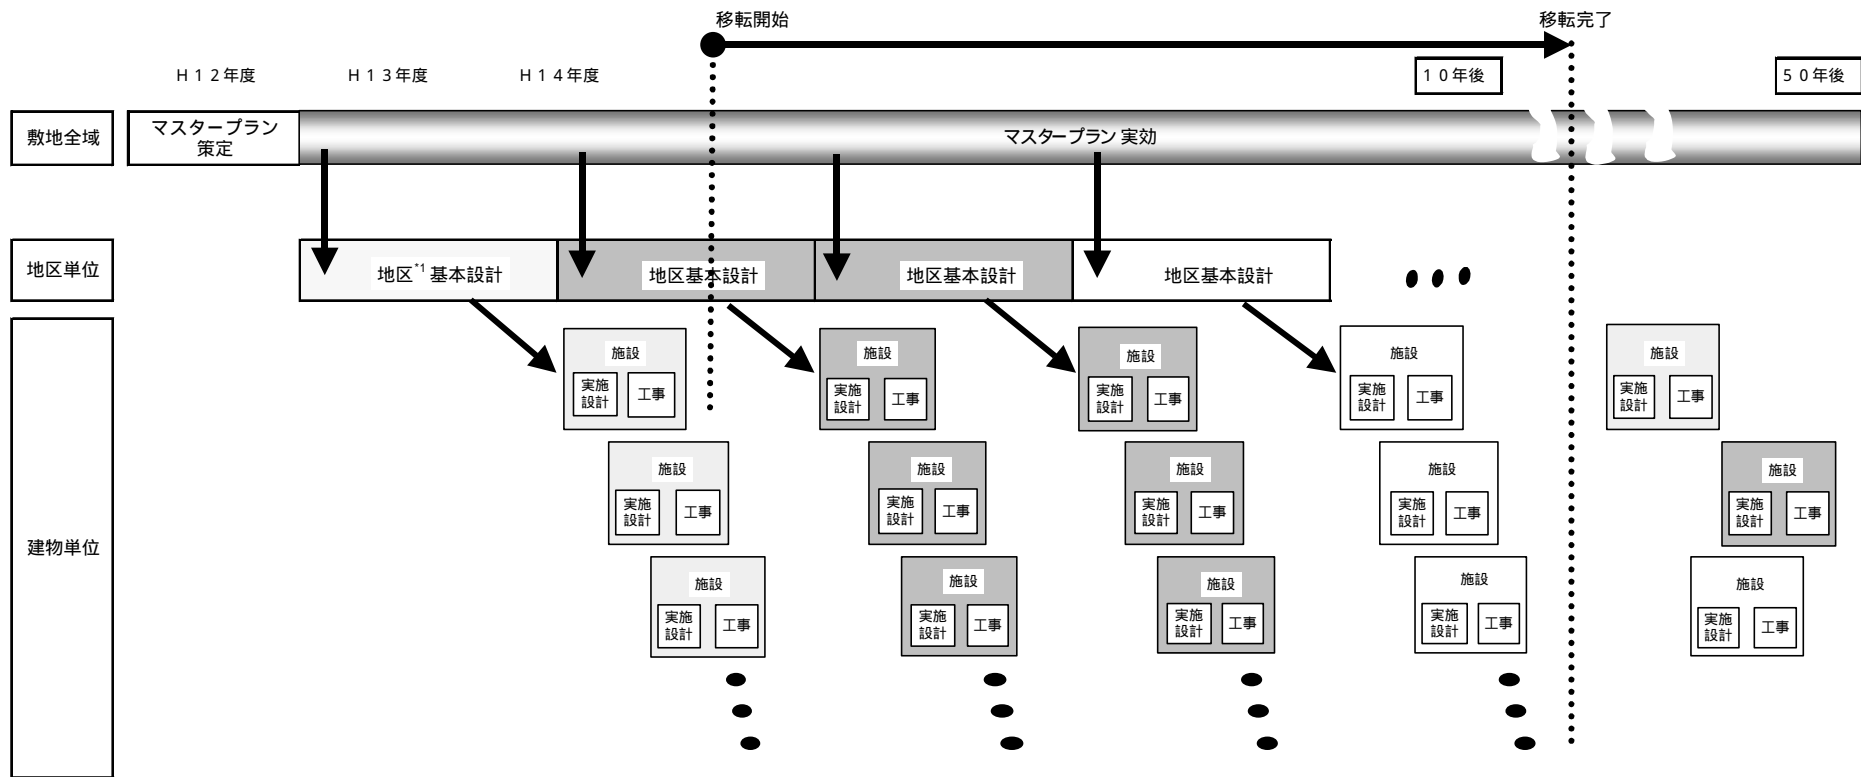 移転開始
移転完了
H12年度
H13年度
H14年度
10年後
50年後
敷地全域
マスタープラン
策定
マスタープラン 実効
地区単位
地区*1基本設計
地区基本設計
地区基本設計
地区基本設計
建物単位
施設
実施
設計
工事
施設
実施
設計
工事
施設
実施
設計
工事
施設
実施
設計
工事
施設
実施
設計
工事
施設
実施
設計
工事
施設
実施
設計
工事
施設
実施
設計
工事
施設
実施
設計
工事
施設
実施
設計
工事
施設
実施
設計
工事
施設
実施
設計
工事
施設
実施
設計
工事
施設
実施
設計
工事
施設
実施
設計
工事